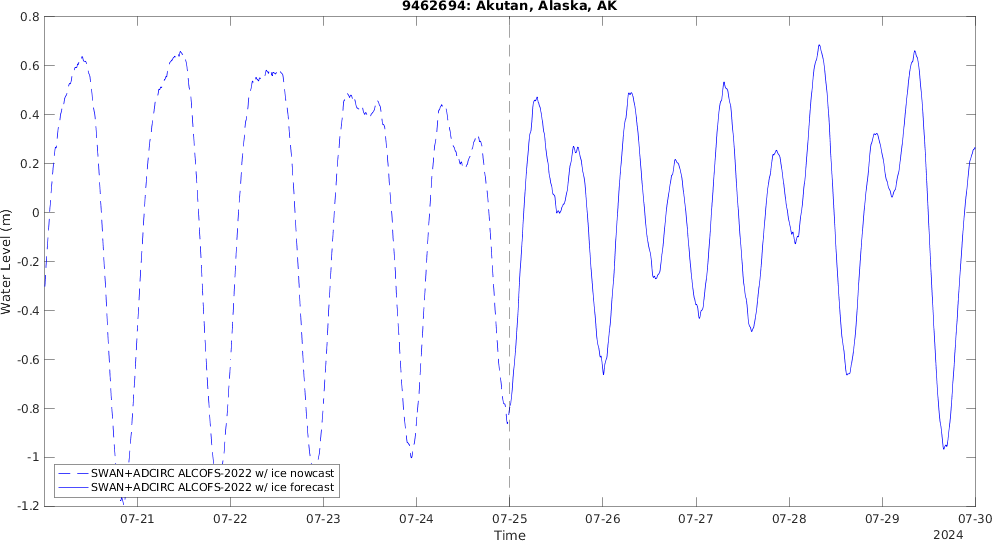 9462694: Akutan, Alaska, AK
Water Level (m)
0.8
0.6
0.4
0.2
0
-0.2
-0.4
-0.6
-0.8
-1
-1.2
SWAN+ADCIRC ALCOFS-2022 w/ ice nowcast
SWAN+ADCIRC ALCOFS-2022 w/ ice forecast
07-21 07-22 07-23 07-24 07-25 07-26 07-27 07-28 07-29 07-30
Time
2024